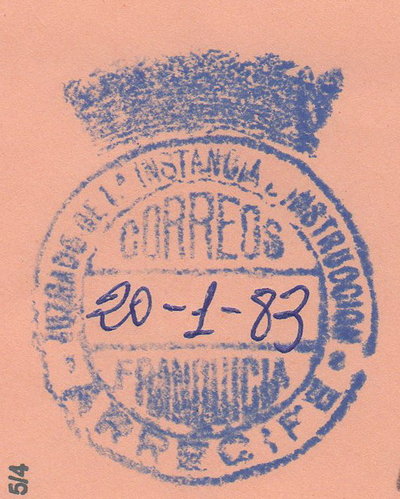 JUZGADO DE 1ª INSTANCIA E INSTRUCCION
CORREOS
20-1-83
FRANQUICIA
ARRECIFE
5/4